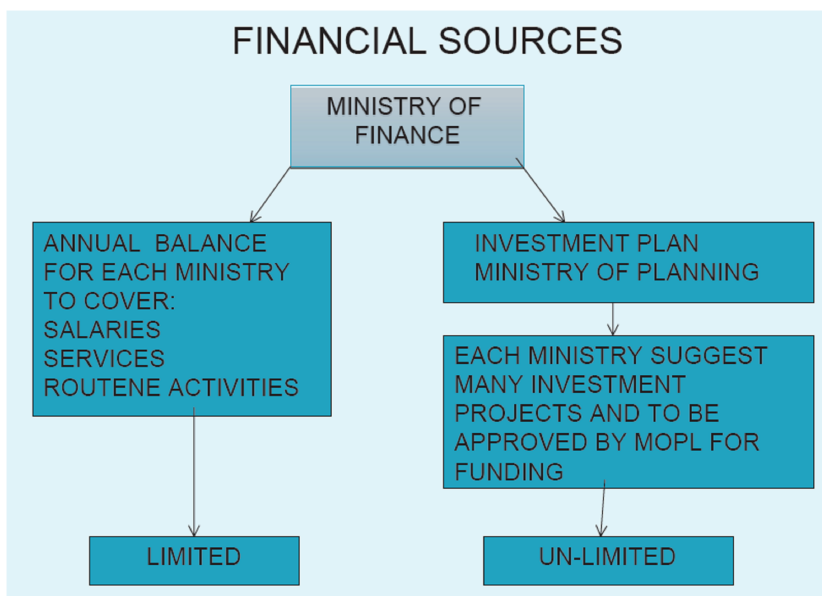 FINANCIAL SOURCES
MINISTRY OF
FINANCE
ANNUAL BALANCE
FOR EACH MINISTRY
TO COVER:
SALARIES
SERVICES
ROUTENE ACTIVITIES
LIMITED
INVESTMENT PLAN
MINISTRY OF PLANNING
EACH MINISTRY SUGGEST
MANY INVESTMENT
PROJECTS AND TO BE
APPROVED BY MOPL FOR
FUNDING
UN-LIMITED